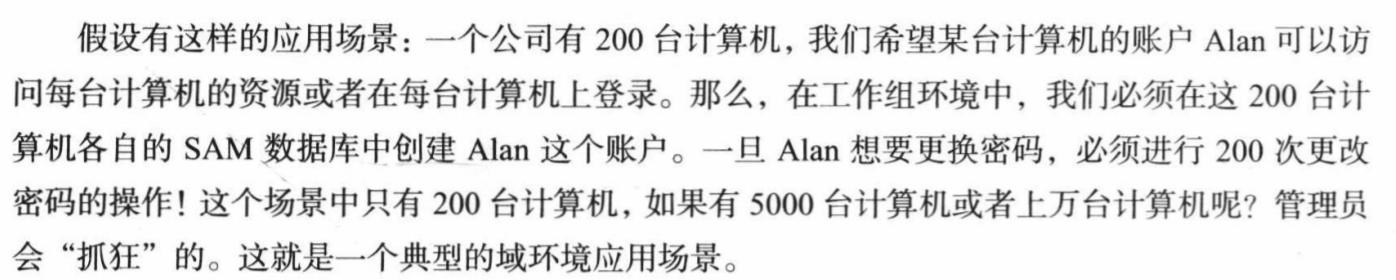 假设有这样的应用场景：一个公司有 200 台计算机，我们希望某台计算机的账户 Alan 可以访
问每台计算机的资源或者在每台计算机上登录。那么，在工作组环境中，我们必须在这 200 台计
算机各自的 SAM 数据库中创建 Alan 这个账户。一旦 Alan 想要更换密码，必须进行 200 次更改
密码的操作！这个场景中只有 200 台计算机，如果有 5000 台计算机或者上万台计算机呢？管理员
会“抓狂”的。这就是一个典型的域环境应用场景。